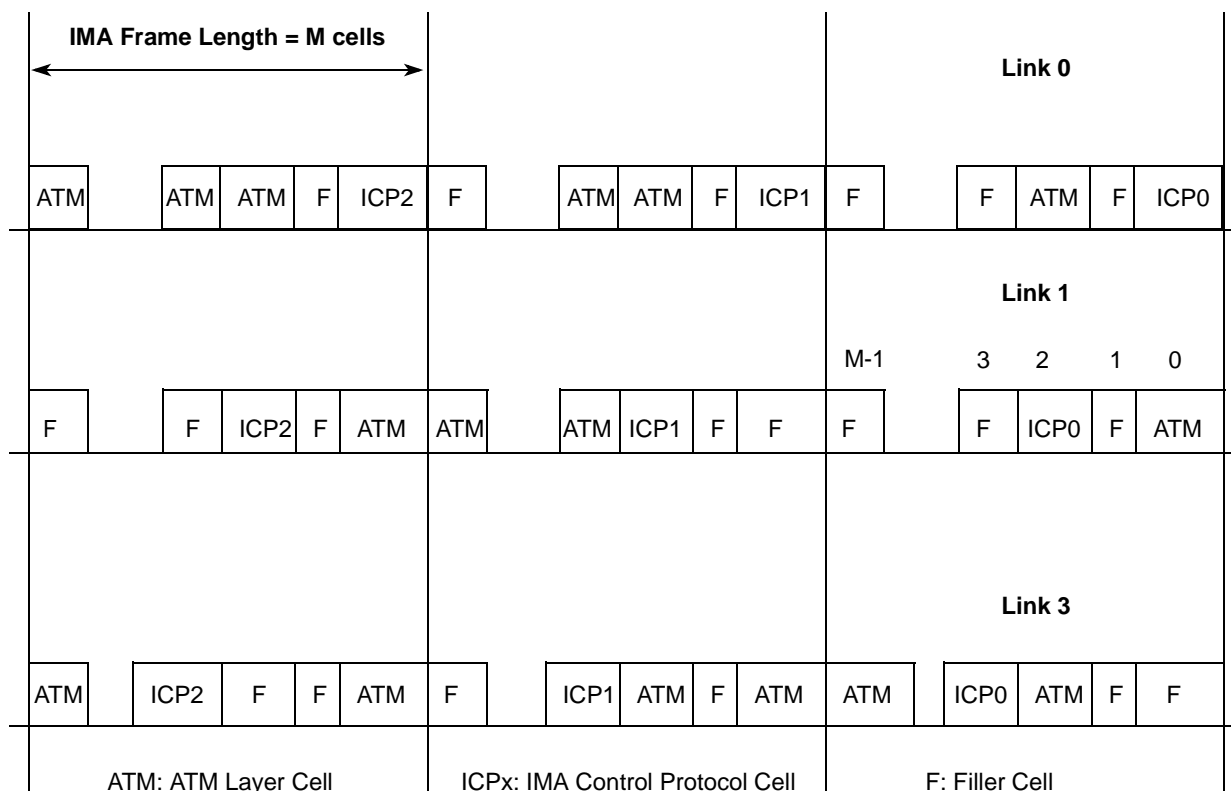 IMA Frame Length = M cells
Link 0
ATM ATM ATM F ICP2 F ATM ATM F ICP1 F F ATM F ICP0
Link 1
M-1 3 2 1 0
F F ICP2 F ATM ATM ATM ICP1 F F F F ICP0 F ATM
Link 3
ATM ICP2 F F ATM F ICP1 ATM F ATM ATM ICP0 ATM F F
ATM: ATM Layer Cell ICPx: IMA Control Protocol Cell F: Filler Cell